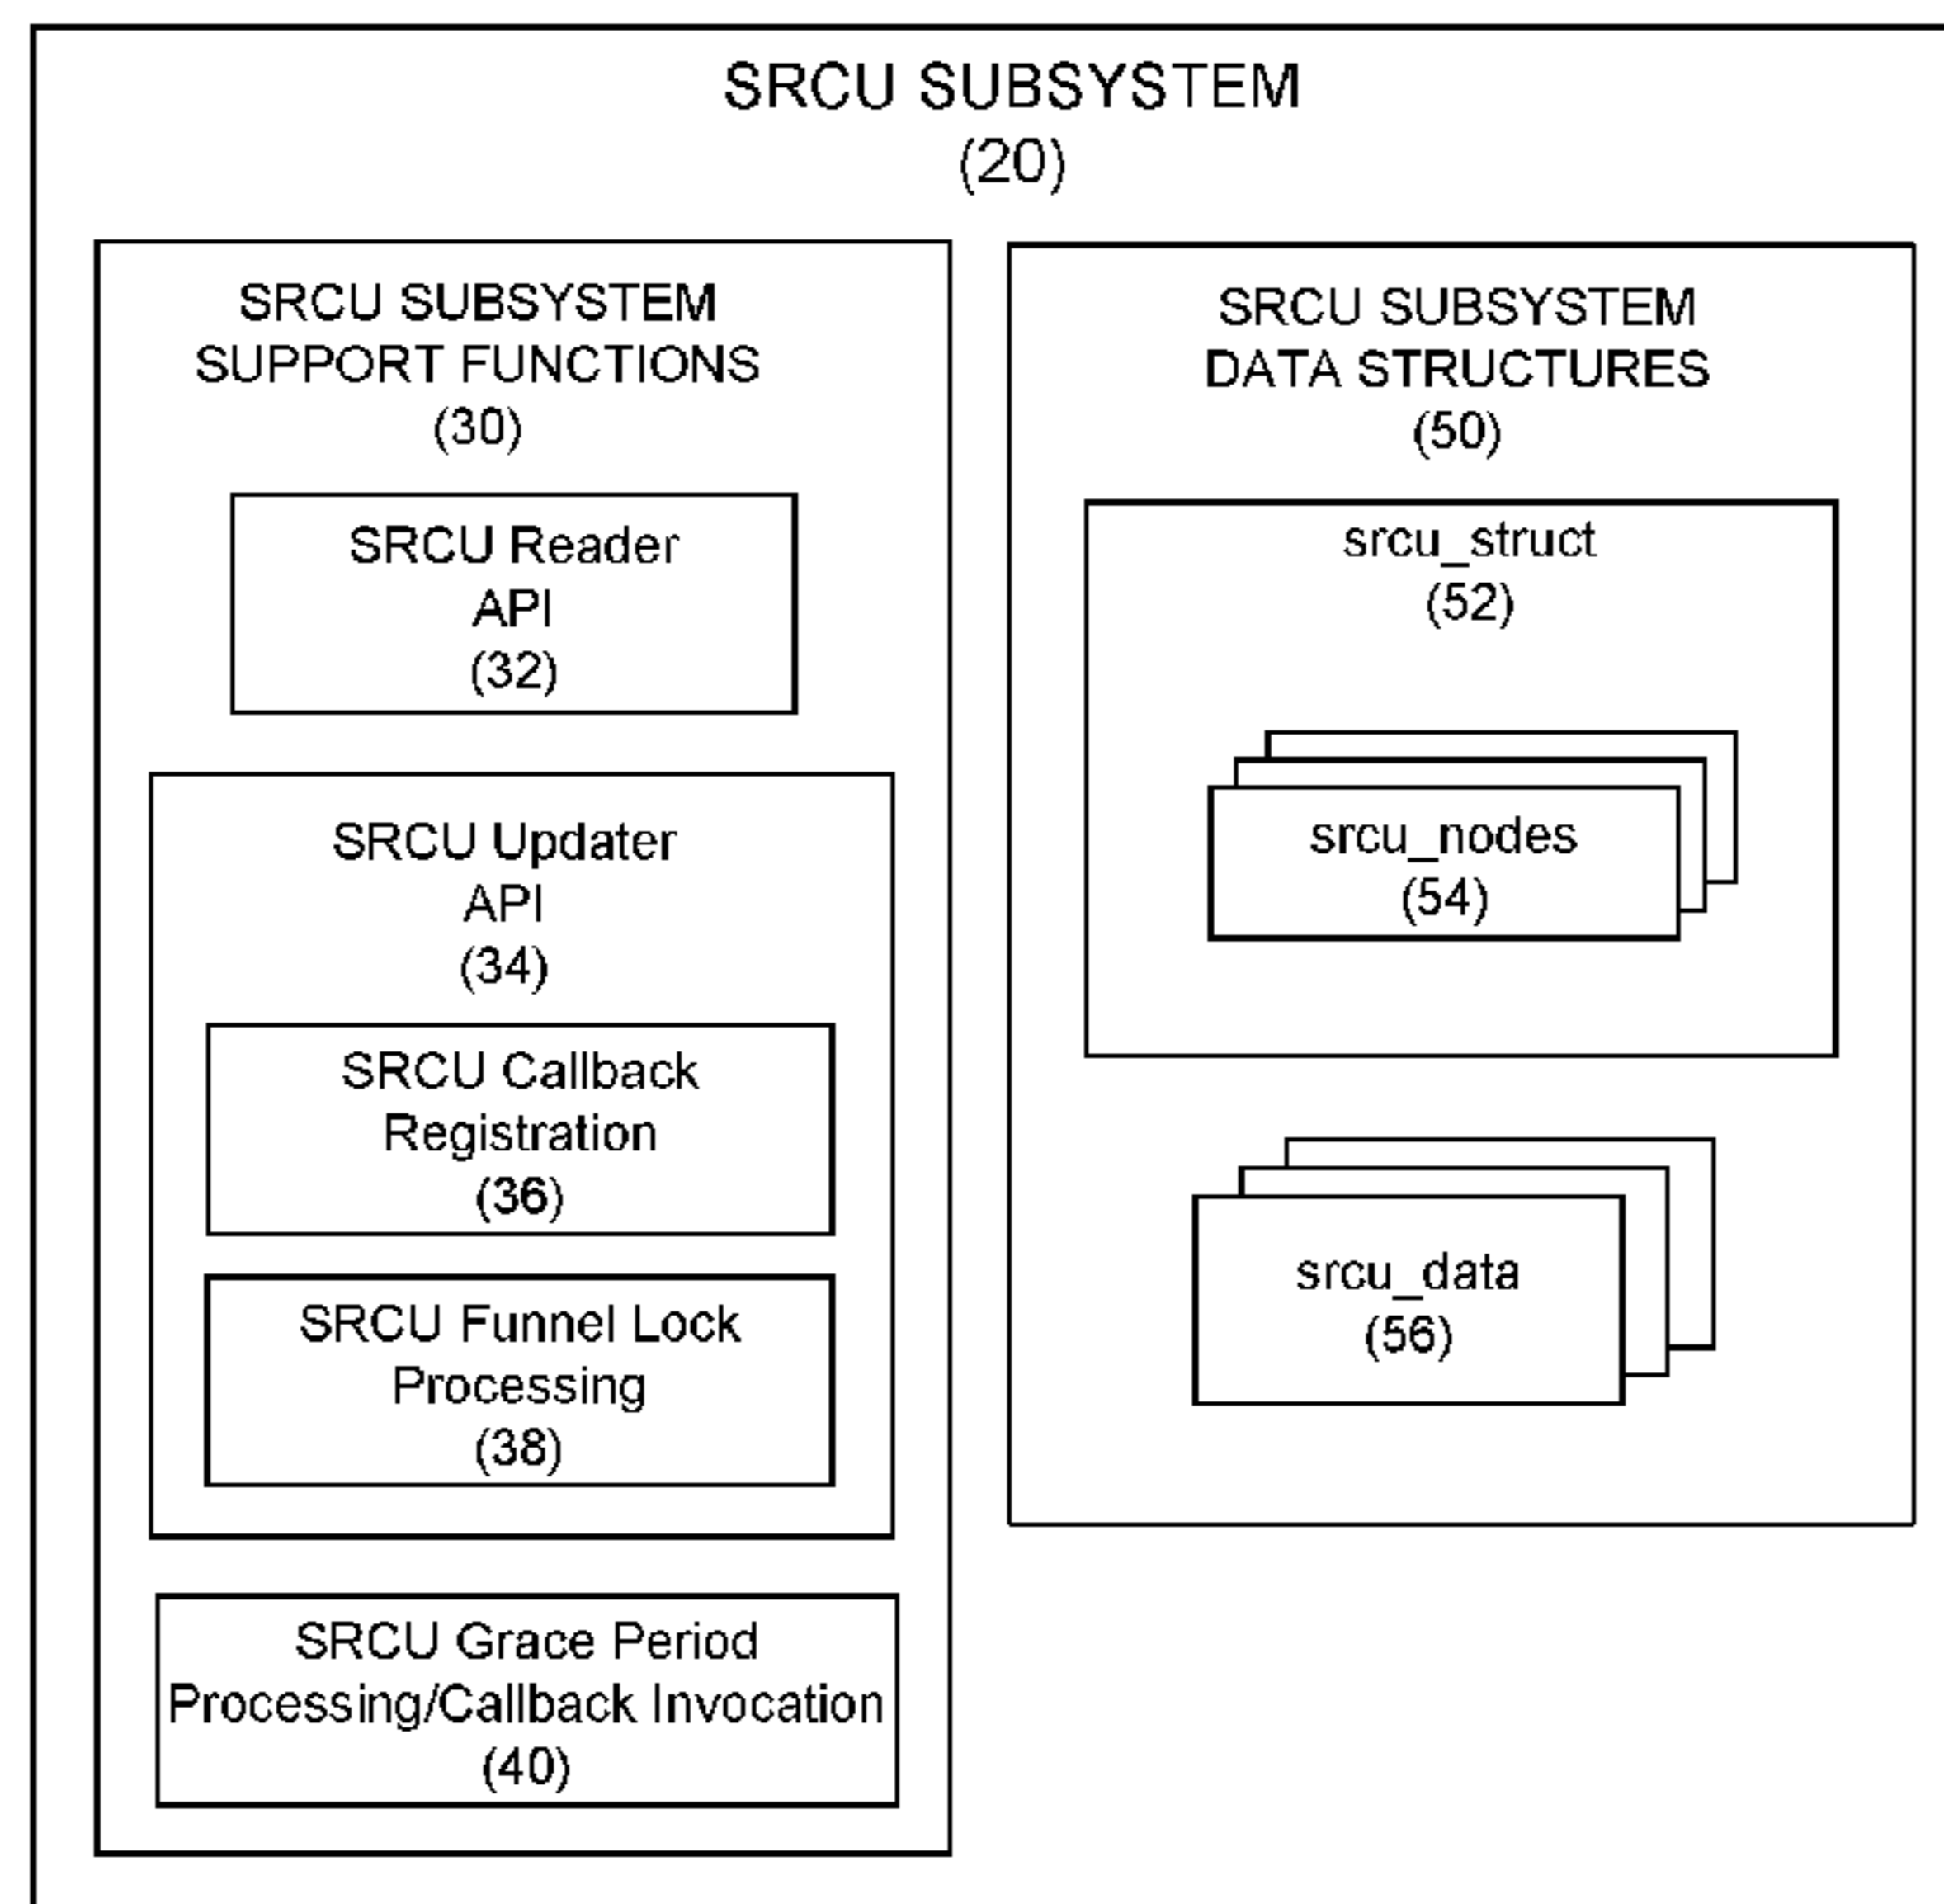 SRCU SUBSYSTEM
(20)
SRCU SUBSYSTEM
SUPPORT FUNCTIONS
(30)
SRCU Reader
API
(32)
SRCU Updater
API
(34)
SRCU Callback
Registration
(36)
SRCU Funnel Lock
Processing
(38)
SRCU Grace Period
Processing/Callback Invocation
(40)
SRCU SUBSYSTEM
DATA STRUCTURES
(50)
srcu_struct
(52)
srcu_nodes
(54)
srcu_data
(56)